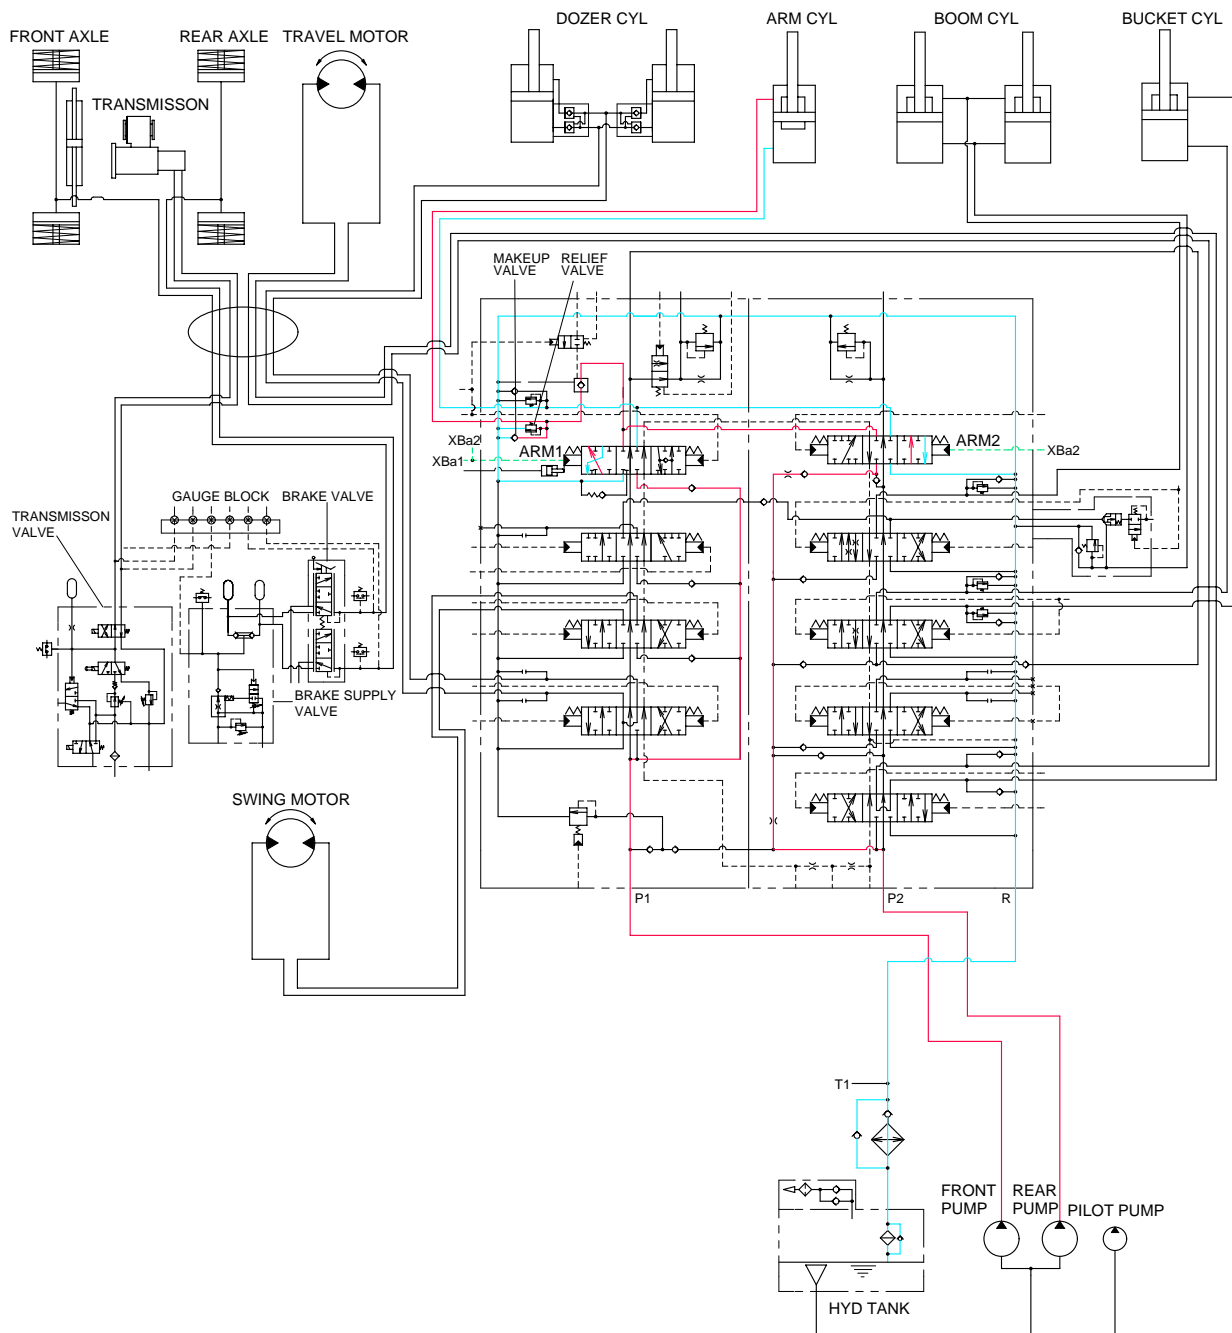 DOZER CYL
ARM CYL
BOOM CYL
BUCKET CYL
FRONT AXLE
REAR AXLE
TRAVEL MOTOR
TRANSMISSON
MAKEUP
VALVE
RELIEF
VALVE
XBa2
XBa1
ARM1
ARM2
XBa2
GAUGE BLOCK
BRAKE VALVE
TRANSMISSON
VALVE
BRAKE SUPPLY
VALVE
SWING MOTOR
P1
P2
R
T1
FRONT
PUMP
REAR
PUMP
PILOT PUMP
HYD TANK